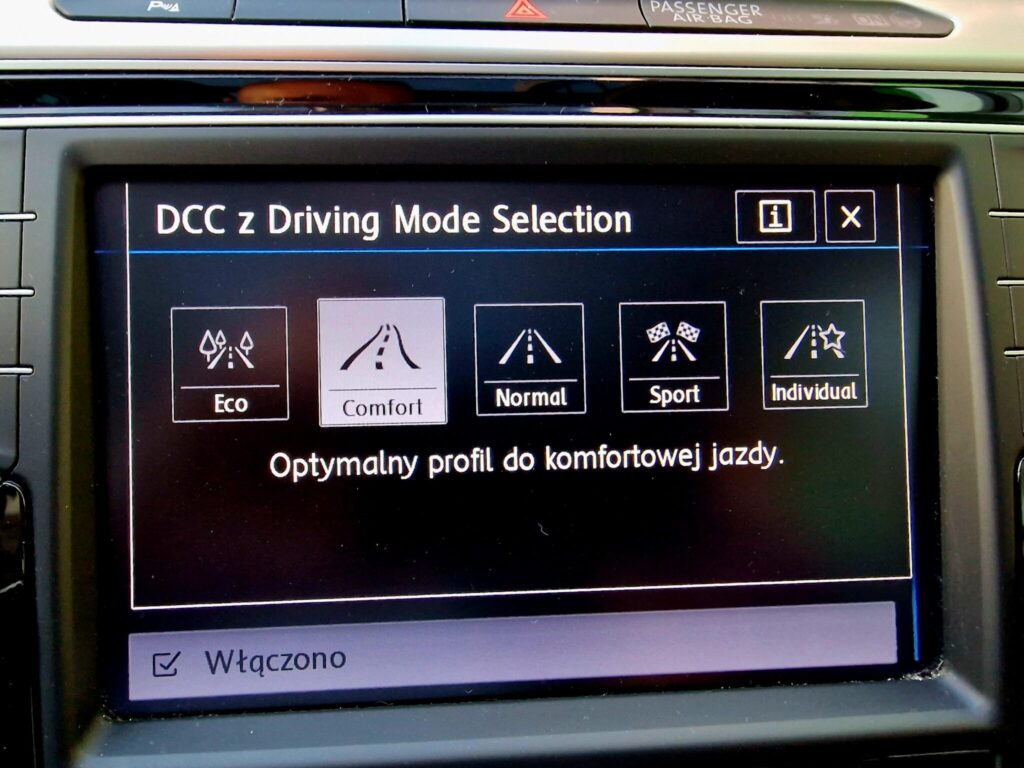 PASSENGER
AIR BAG
DCC z Driving Mode Selection
Eco
Comfort
Normal
Sport
Individual
Optymalny profil do komfortowej jazdy.
Włączono